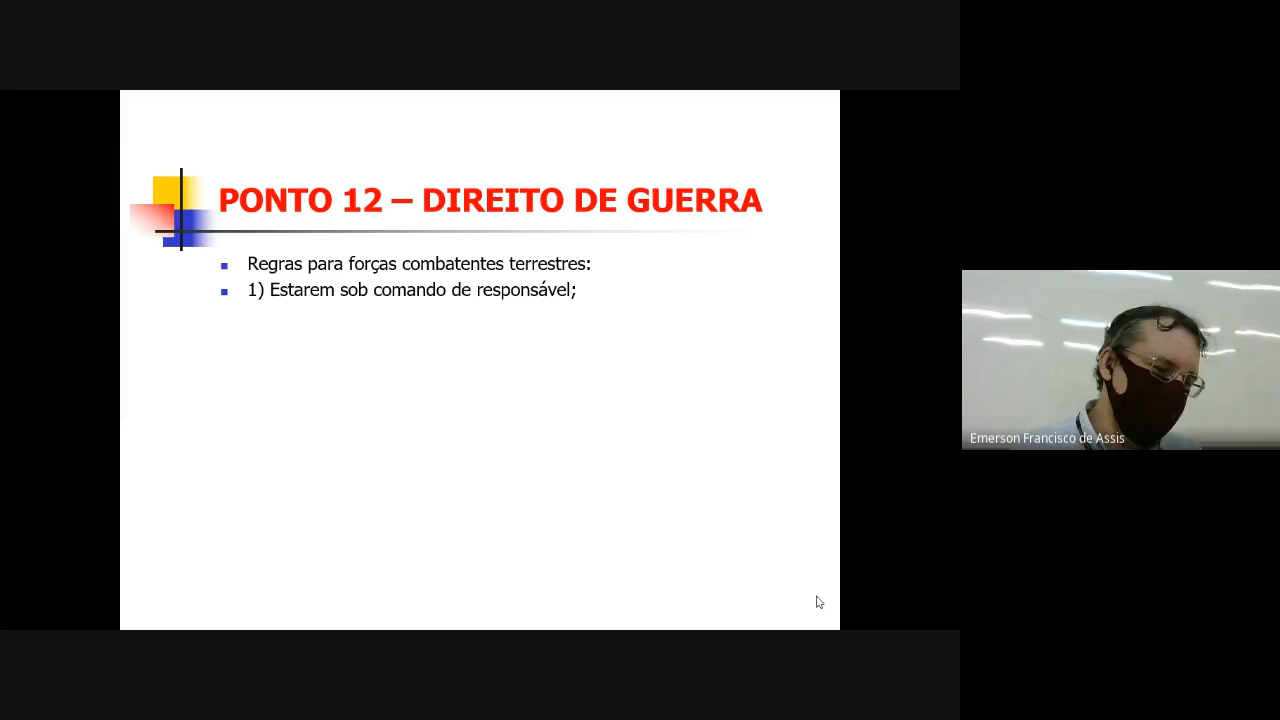 PONTO 12 – DIREITO DE GUERRA
Regras para forças combatentes terrestres:
1) Estarem sob comando de responsável;
Emerson Francisco de Assis